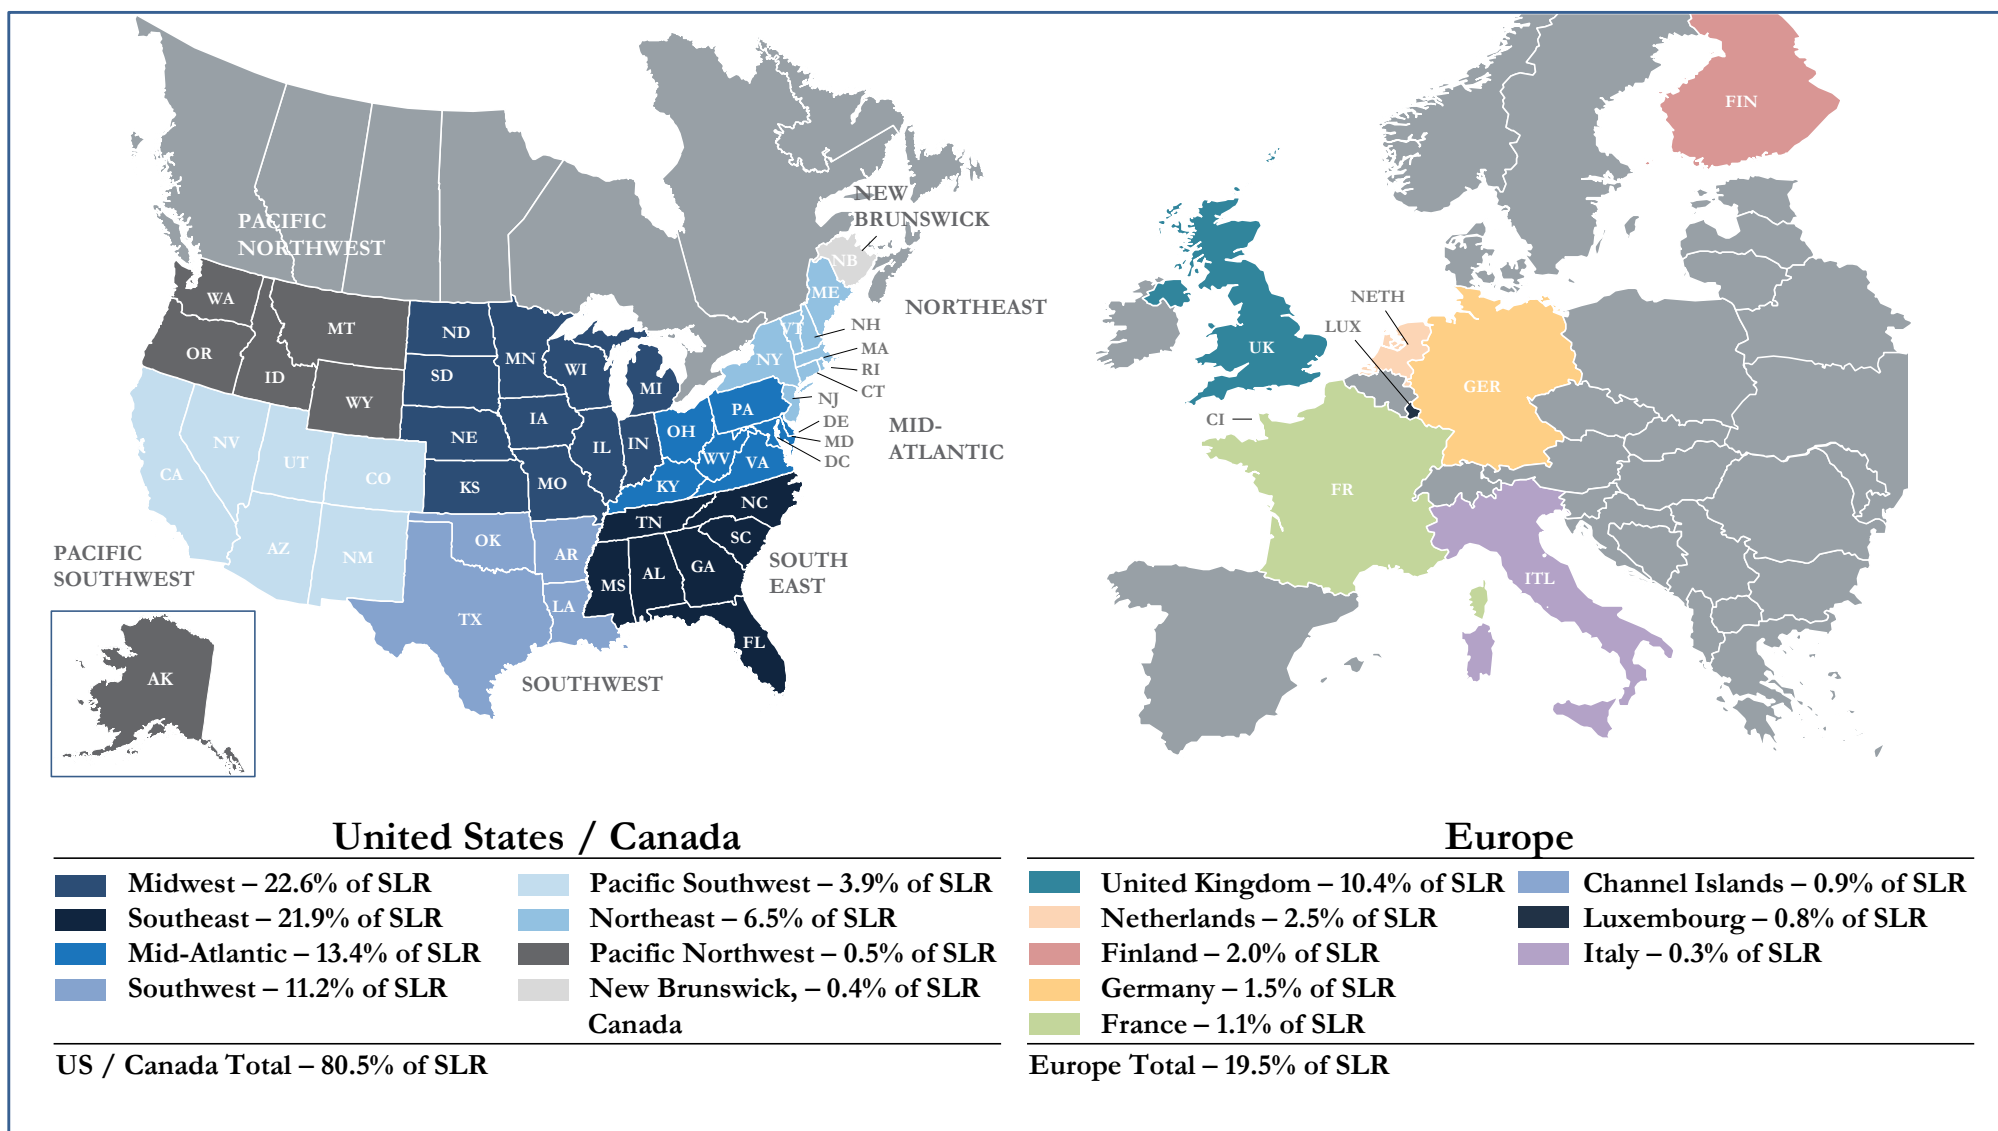 NEW
BRUNSWICK
PACIFIC
NORTHWEST
NB
ME
WA
MT
ND
MN
OR
ID
WY
SD
WI
MI
NY
VT
NH
MA
RI
CT
NJ
DE
MD
DC
NORTHEAST
MID-
ATLANTIC
NE
IA
IL
IN
OH
PA
WV
VA
KY
KS
MO
CA
NV
UT
CO
AZ
NM
OK
AR
TX
LA
TN
NC
SC
MS
AL
GA
FL
PACIFIC
SOUTHWEST
SOUTH
EAST
SOUTHWEST
AK
FIN
NETH
LUX
UK
GER
CI
FR
ITL
United States / Canada
Midwest – 22.6% of SLR
Southeast – 21.9% of SLR
Mid-Atlantic – 13.4% of SLR
Southwest – 11.2% of SLR
Pacific Southwest – 3.9% of SLR
Northeast – 6.5% of SLR
Pacific Northwest – 0.5% of SLR
New Brunswick, – 0.4% of SLR
Canada
US / Canada Total – 80.5% of SLR
Europe
United Kingdom – 10.4% of SLR
Netherlands – 2.5% of SLR
Finland – 2.0% of SLR
Germany – 1.5% of SLR
France – 1.1% of SLR
Channel Islands – 0.9% of SLR
Luxembourg – 0.8% of SLR
Italy – 0.3% of SLR
Europe Total – 19.5% of SLR